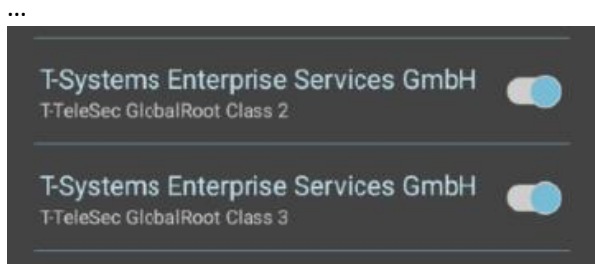 ...
T-Systems Enterprise Services GmbH
T-TeleSec GlobalRoot Class 2
T-Systems Enterprise Services GmbH
T-TeleSec GlobalRoot Class 3